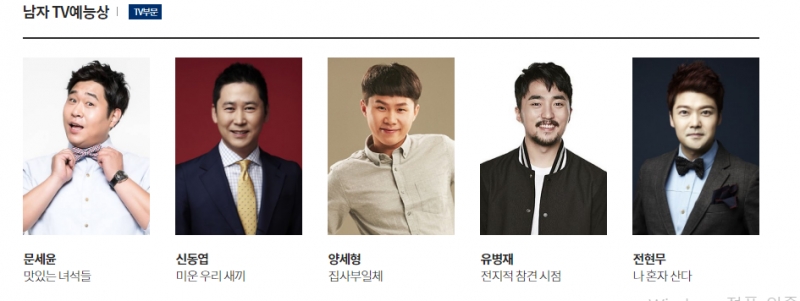 남자 TV예능상 | TV부문
문세윤
맛있는 녀석들
신동엽
미운 우리 새끼
양세형
집사부일체
유병재
전지적 참견 시점
전현무
나 혼자 산다
Windows